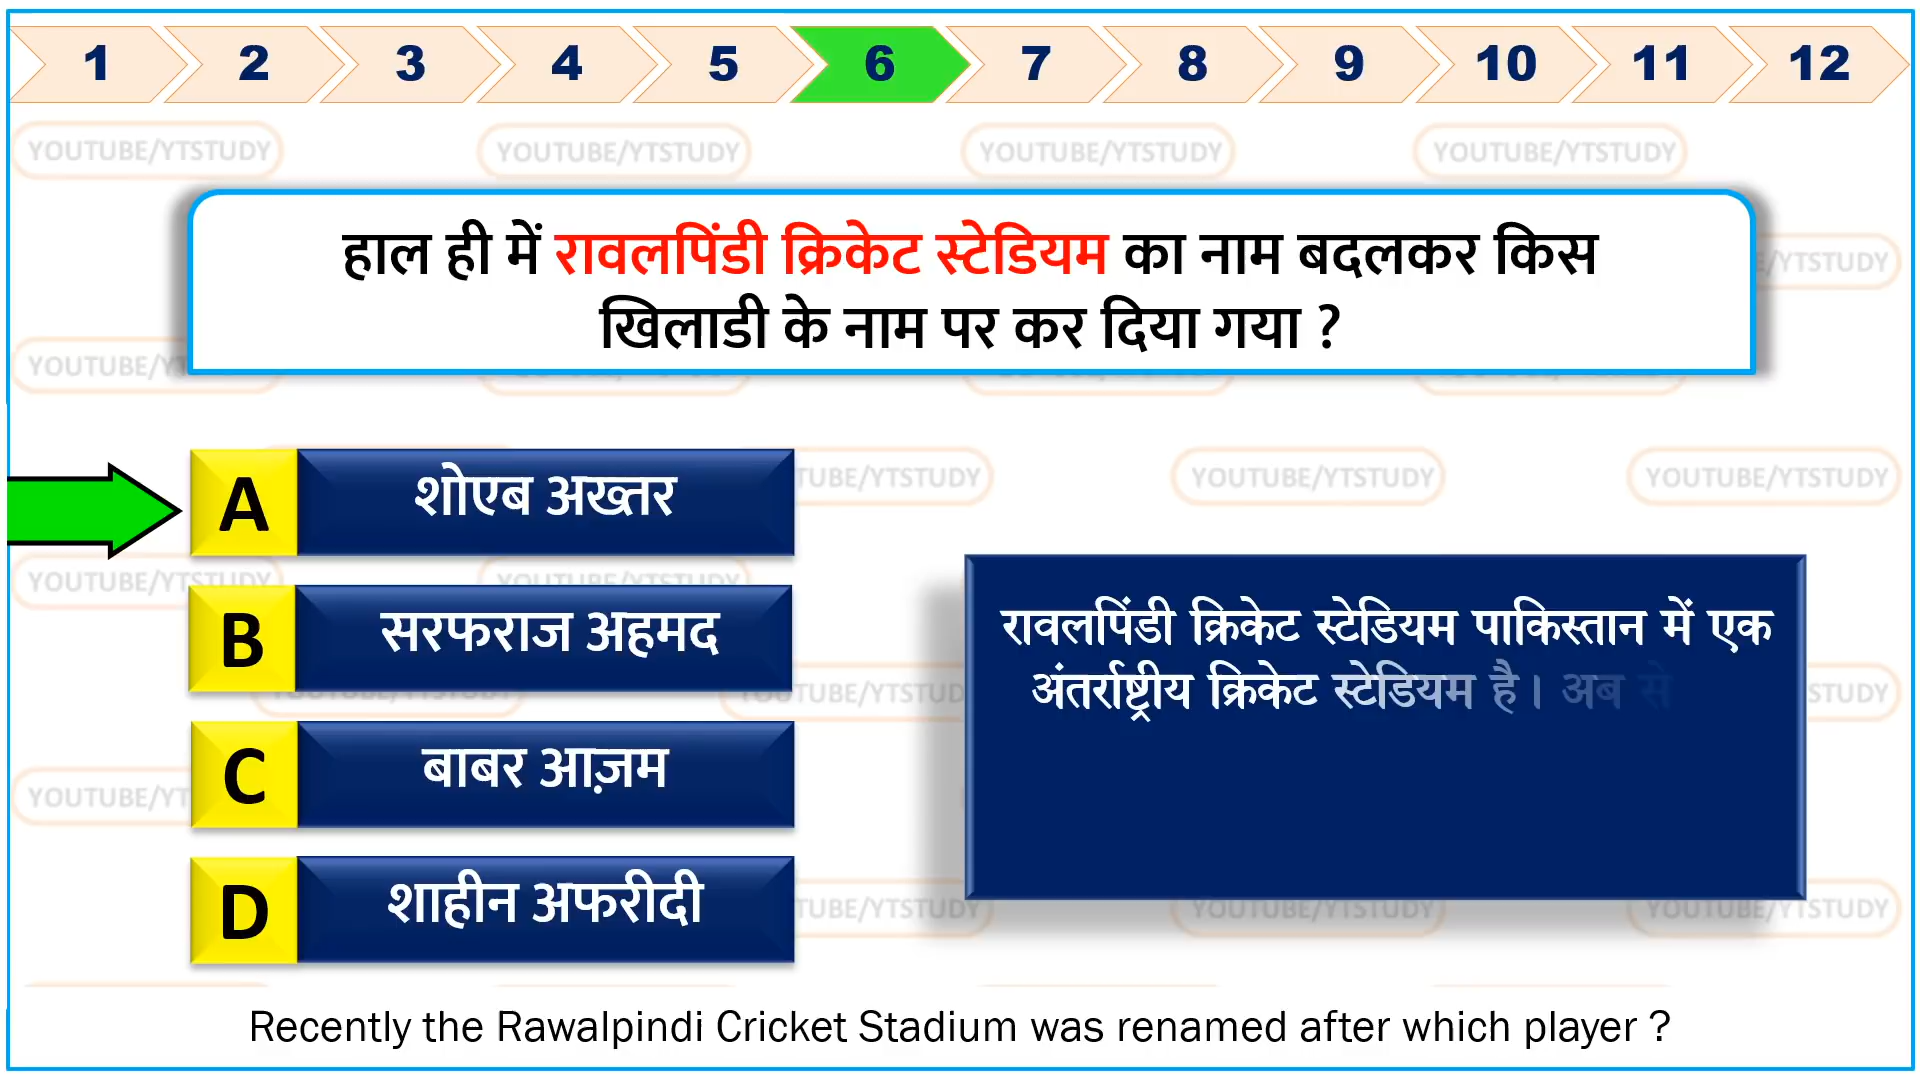 1 2 3 4 5 6 7 8 9 10 11 12
YOUTUBE/YTSTUDY YOUTUBE/YTSTUDY YOUTUBE/YTSTUDY YOUTUBE/YTSTUDY
हाल ही में रावलपिंडी क्रिकेट स्टेडियम का नाम बदलकर किस
खिलाडी के नाम पर कर दिया गया ?
A शोएब अख्तर
B सरफराज अहमद
C बाबर आज़म
D शाहीन अफरीदी
रावलपिंडी क्रिकेट स्टेडियम पाकिस्तान में एक
अंतर्राष्ट्रीय क्रिकेट स्टेडियम है। अब से
Recently the Rawalpindi Cricket Stadium was renamed after which player ?